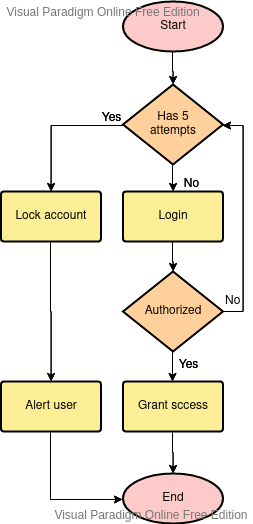 Visual Paradigm Online Free Edition
Start
Has 5
attempts
Yes
No
Lock account
Login
Authorized
No
Yes
Alert user
Grant sccess
End
Visual Paradigm Online Free Edition